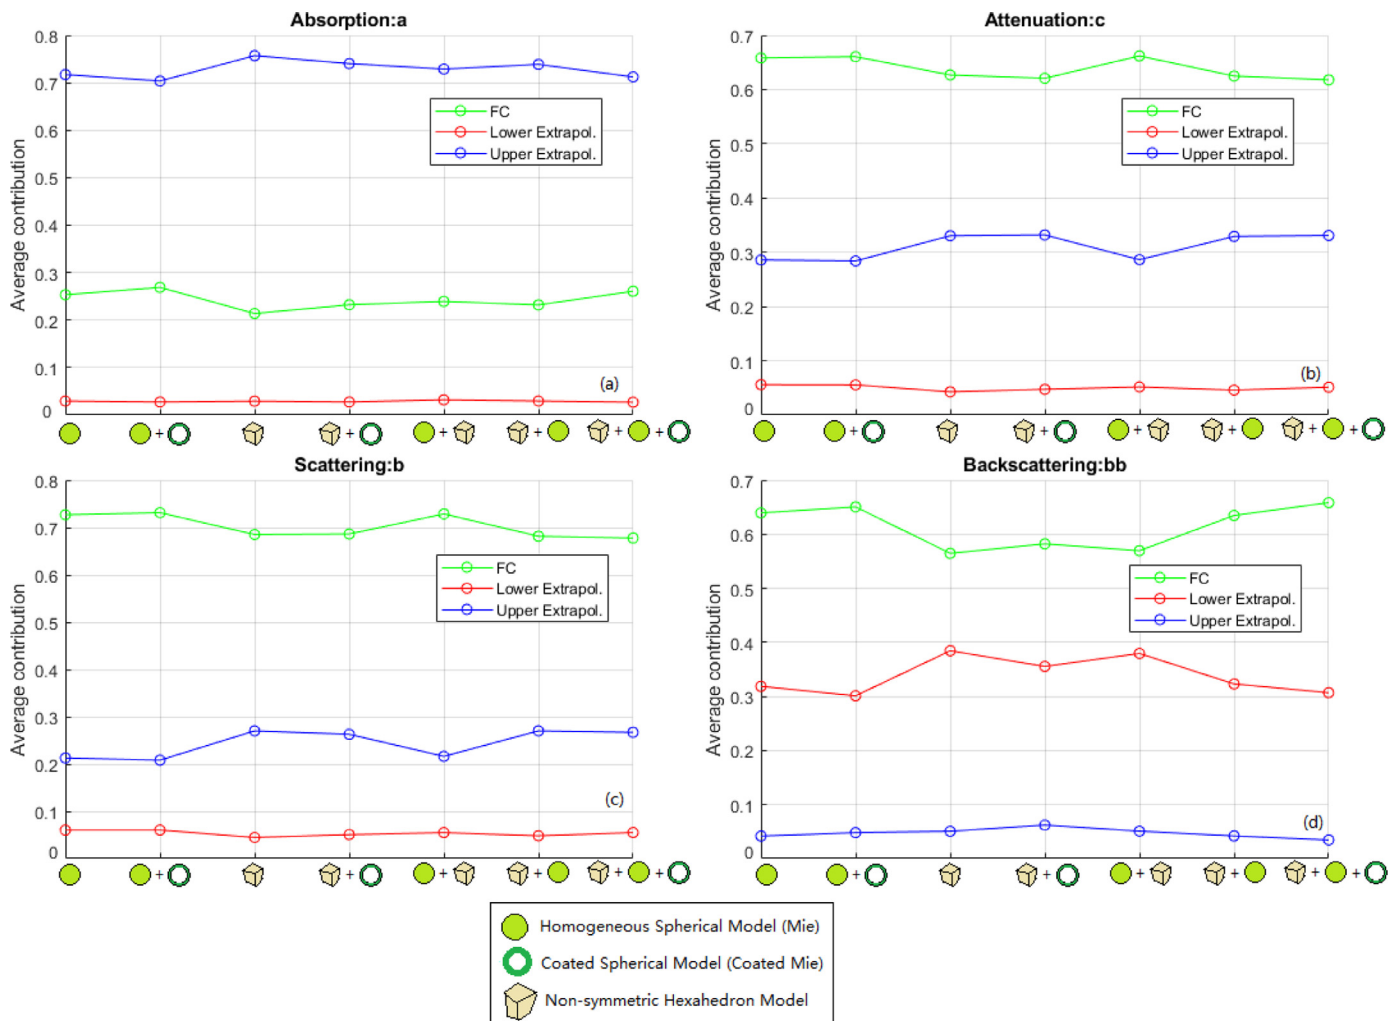 Absorption:a
0.8
0.7
0.6
0.5
0.4
0.3
0.2
0.1
0
Average contribution
FC
Lower Extrapol.
Upper Extrapol.
(a)
+ + + + + +
Attenuation:c
0.7
0.6
0.5
0.4
0.3
0.2
0.1
0
Average contribution
FC
Lower Extrapol.
Upper Extrapol.
(b)
+ + + + + +
Scattering:b
0.8
0.7
0.6
0.5
0.4
0.3
0.2
0.1
0
Average contribution
FC
Lower Extrapol.
Upper Extrapol.
(c)
+ + + + + +
Backscattering:bb
0.7
0.6
0.5
0.4
0.3
0.2
0.1
0
Average contribution
FC
Lower Extrapol.
Upper Extrapol.
(d)
+ + + + + +
Homogeneous Spherical Model (Mie)
Coated Spherical Model (Coated Mie)
Non-symmetric Hexahedron Model